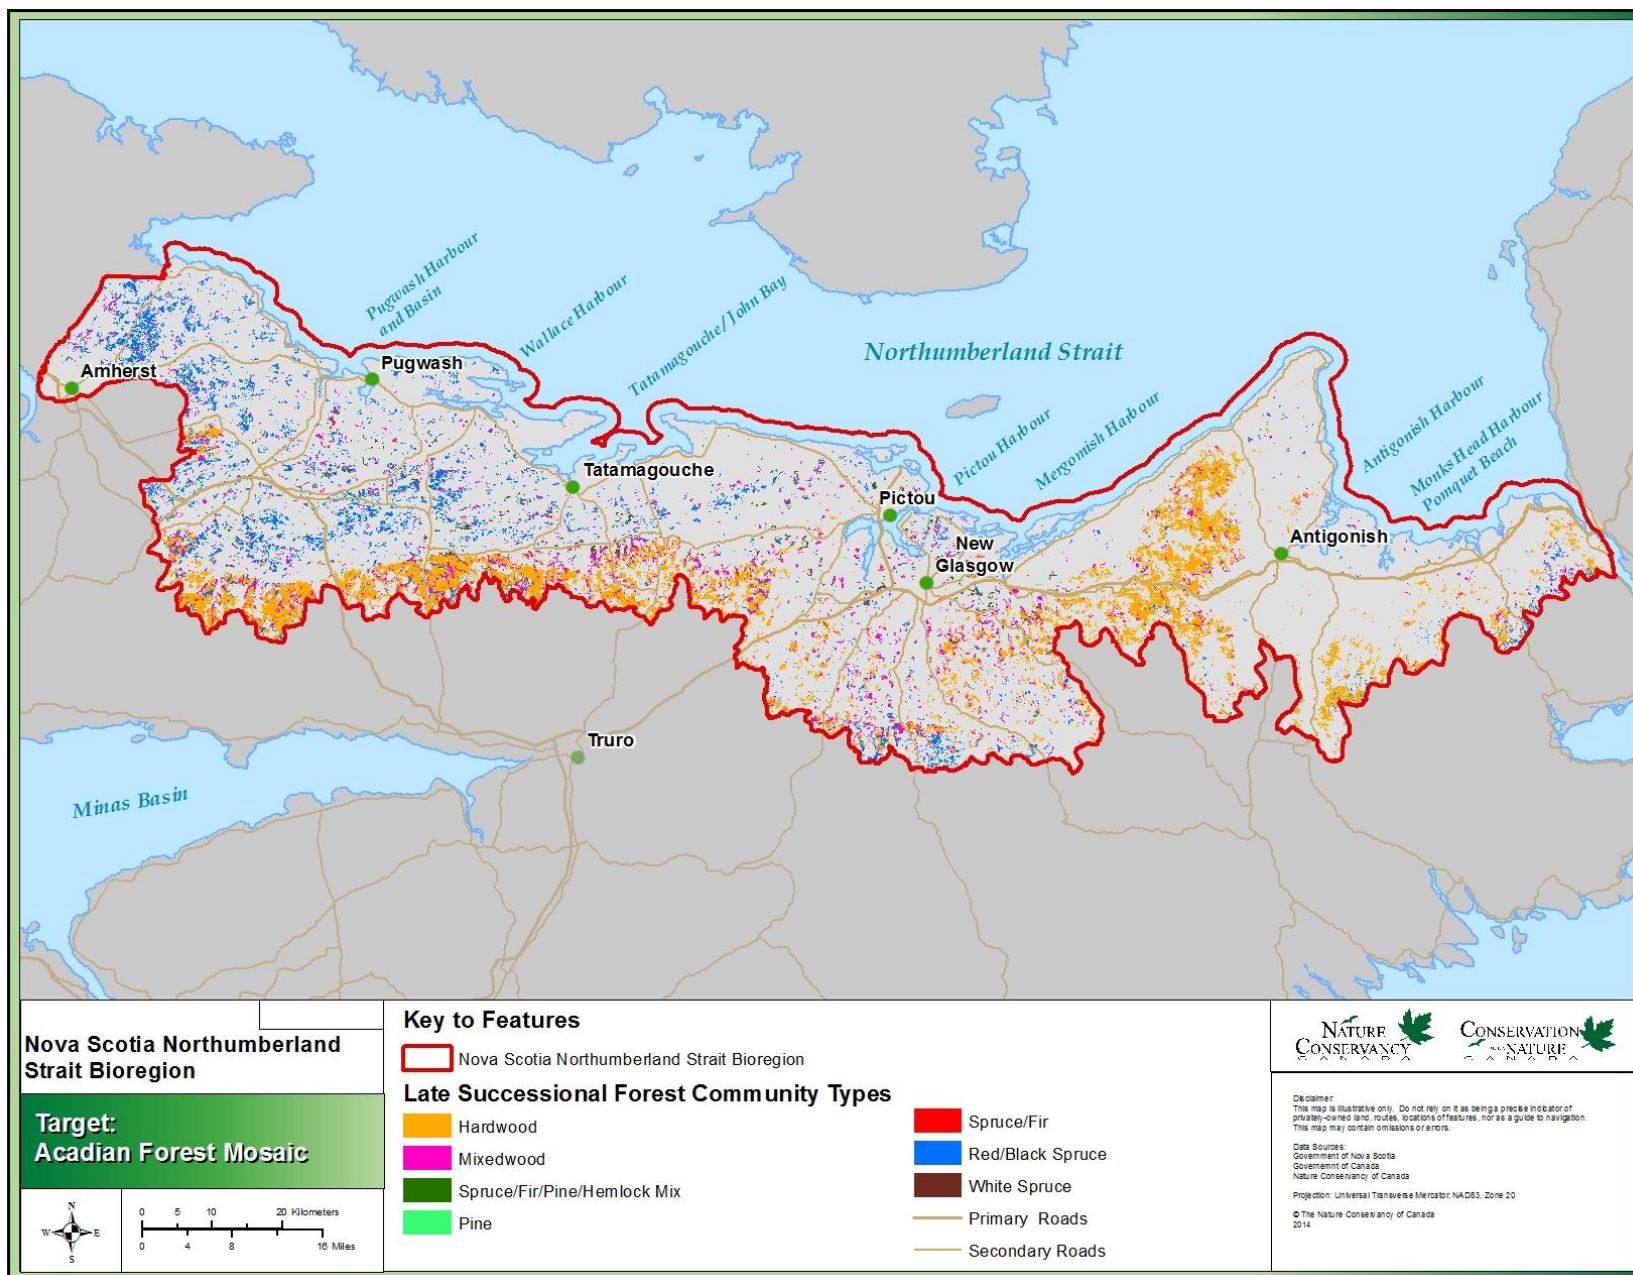 Pugwash Harbour
and Basin
Wallace Harbour
Tatamagouche/John Bay
Northumberland Strait
Pictou Harbour
Mergomish Harbour
Antigonish Harbour
Monks Head Harbour
Pomquet Beach
Amherst
Pugwash
Tatamagouche
Pictou
New
Glasgow
Antigonish
Truro
Minas Basin
Nova Scotia Northumberland
Strait Bioregion
Target:
Acadian Forest Mosaic
N
W E
S
0 5 10 20 Kilometers
0 4 8 16 Miles
Key to Features
Nova Scotia Northumberland Strait Bioregion
Late Successional Forest Community Types
Hardwood
Mixedwood
Spruce/Fir/Pine/Hemlock Mix
Pine
Spruce/Fir
Red/Black Spruce
White Spruce
Primary Roads
Secondary Roads
NATURE
CONSERVANCY
CONSERVATION
NATURE
Disclaimer:
This map is illustrative only. Do not rely on it as being a precise indicator of
privately-owned land, routes, locations of features, nor as a guide to navigation.
This map may contain omissions or errors.
Data Sources:
Government of Nova Scotia
Governemnt of Canada
Nature Conservancy of Canada
Projection: Universal Transverse Mercator, NAD83, Zone 20
© The Nature Conservancy of Canada
2014